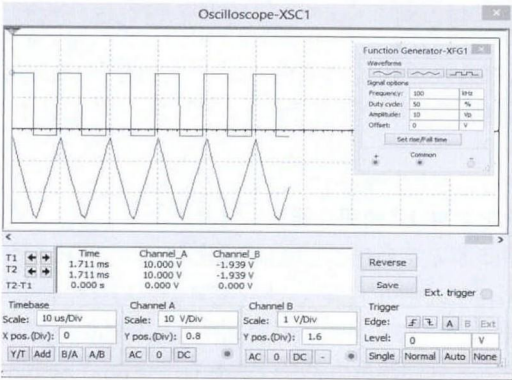 Oscilloscope-XSC1
Function Generator-XFG1
Waveforms
Signal options
Frequency: 100 kHz
Duty cycle: 50 %
Amplitude: 10 Vp
Offset: 0 V
Set rise/Fall time
+ Common -
Time Channel_A Channel_B
T1 1.711 ms 10.000 V -1.939 V
T2 1.711 ms 10.000 V -1.939 V
T2-T1 0.000 s 0.000 V 0.000 V
Reverse
Save
Ext. trigger
Timebase
Scale: 10 us/Div
X pos.(Div): 0
Y/T Add B/A A/B
Channel A
Scale: 10 V/Div
Y pos.(Div): 0.8
AC 0 DC
Channel B
Scale: 1 V/Div
Y pos.(Div): 1.6
AC 0 DC -
Trigger
Edge: A B Ext
Level: 0 V
Single Normal Auto None